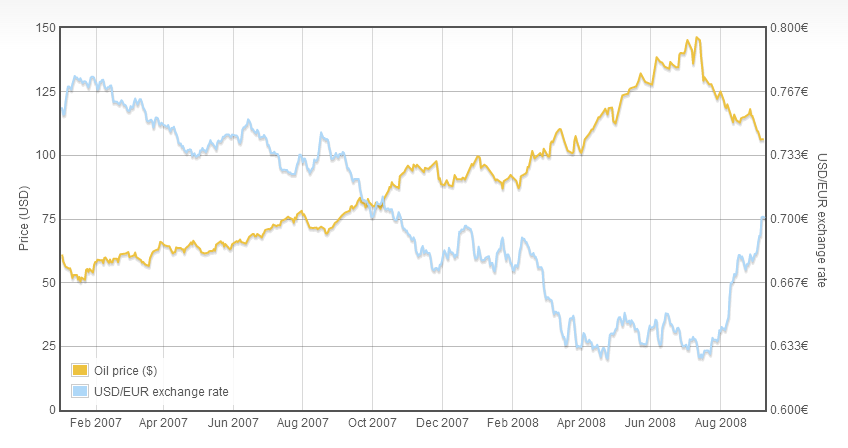 150
125
100
75
50
25
0
Price (USD)
0.800€
0.767€
0.733€
0.700€
0.667€
0.633€
0.600€
USD/EUR exchange rate
Oil price ($)
USD/EUR exchange rate
Feb 2007 Apr 2007 Jun 2007 Aug 2007 Oct 2007 Dec 2007 Feb 2008 Apr 2008 Jun 2008 Aug 2008